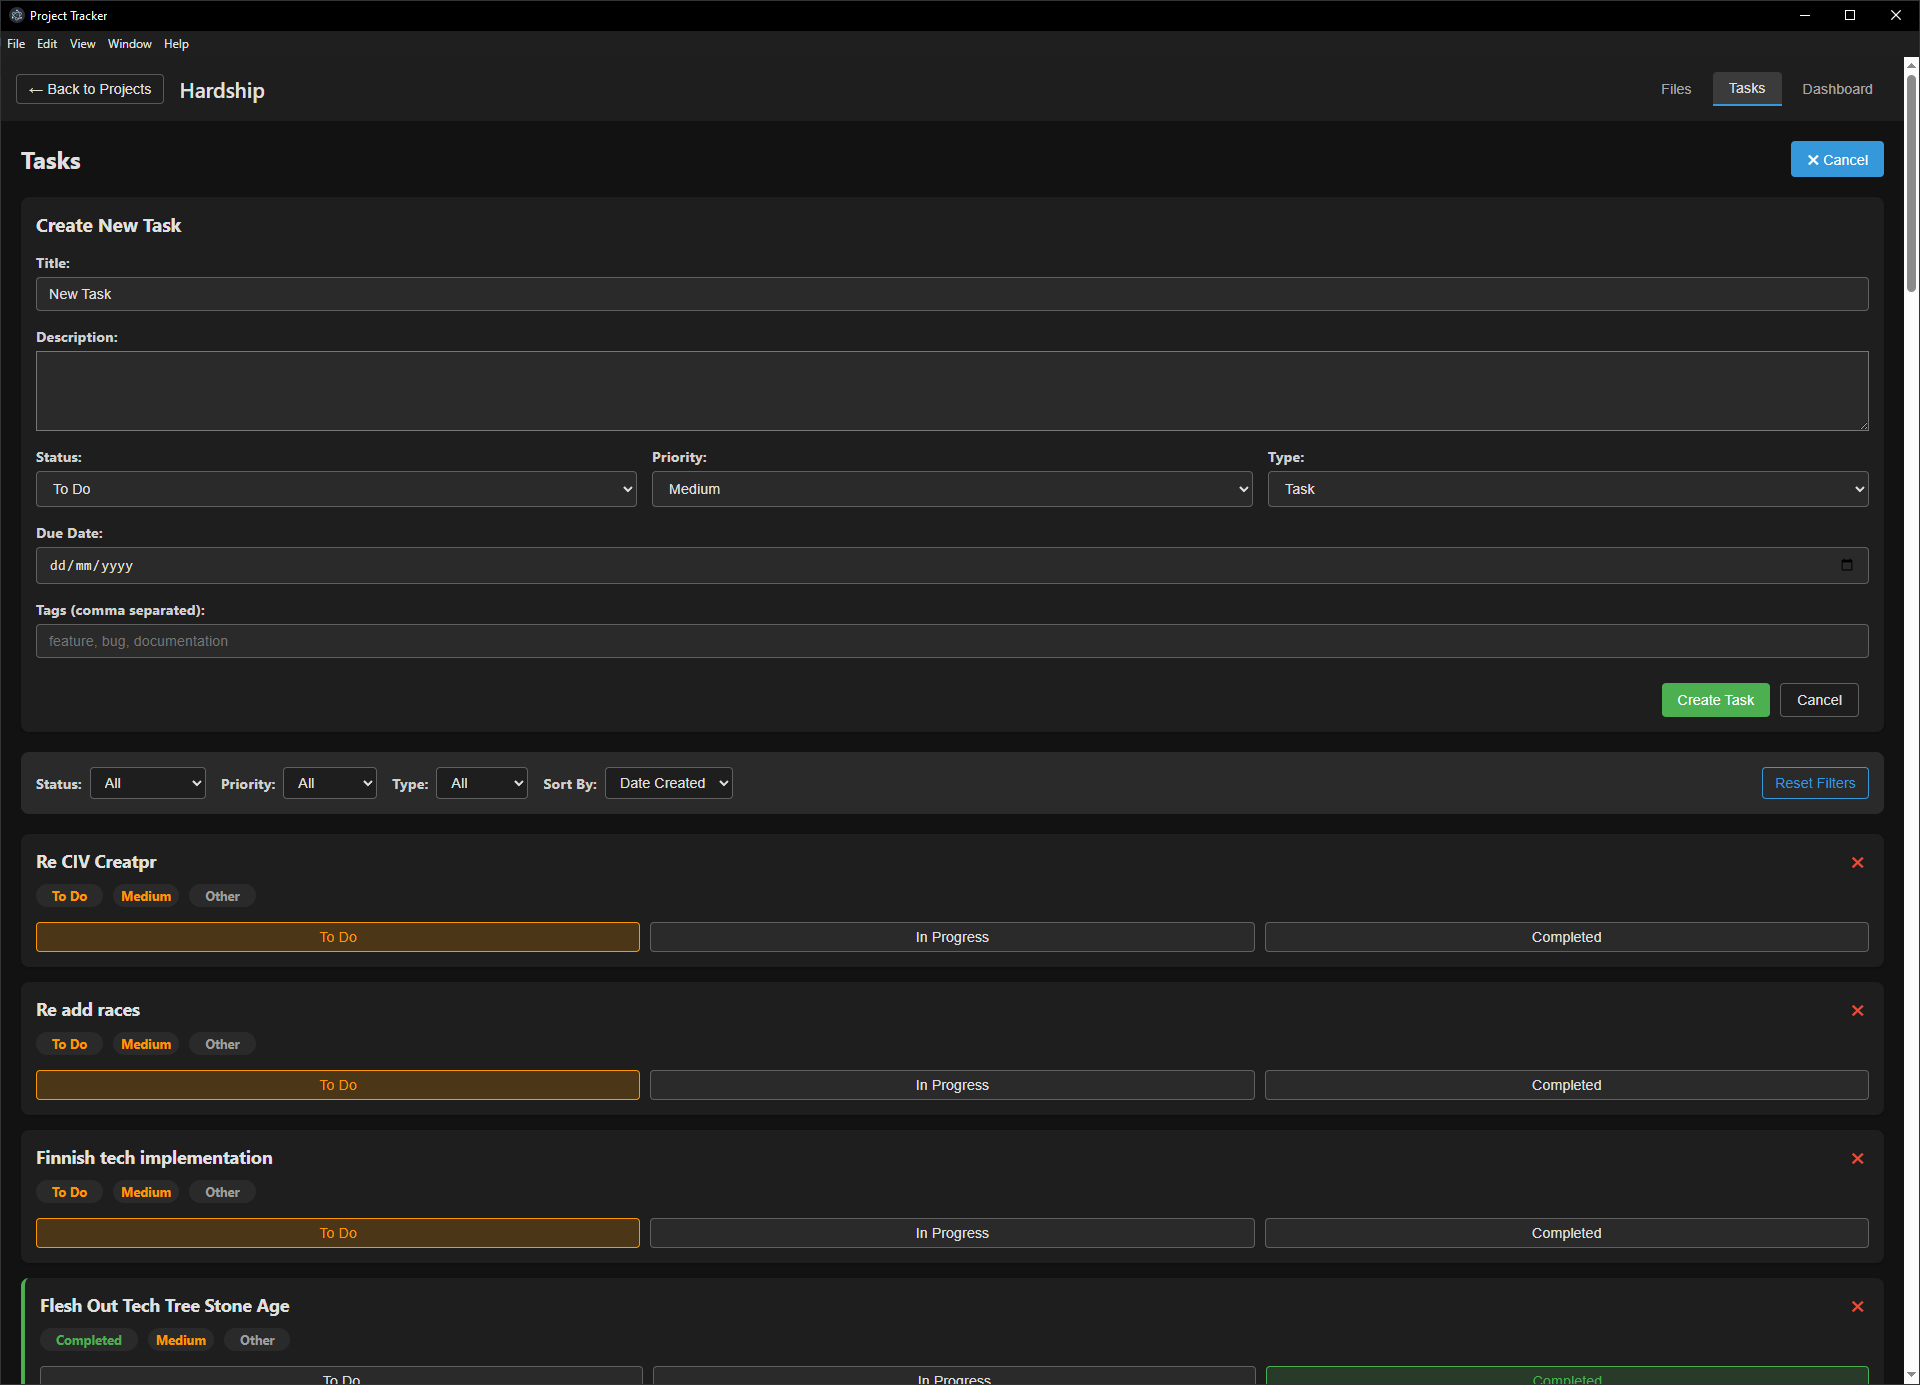 Project Tracker
File Edit View Window Help
← Back to Projects Hardship Files Tasks Dashboard
Tasks ✕ Cancel
Create New Task
Title:
New Task
Description:
Status: Priority: Type:
To Do Medium Task
Due Date:
dd/mm/yyyy
Tags (comma separated):
feature, bug, documentation
Create Task Cancel
Status: All Priority: All Type: All Sort By: Date Created Reset Filters
Re CIV Creatpr
To Do Medium Other
To Do In Progress Completed
Re add races
To Do Medium Other
To Do In Progress Completed
Finnish tech implementation
To Do Medium Other
To Do In Progress Completed
Flesh Out Tech Tree Stone Age
Completed Medium Other
To Do In Progress Completed